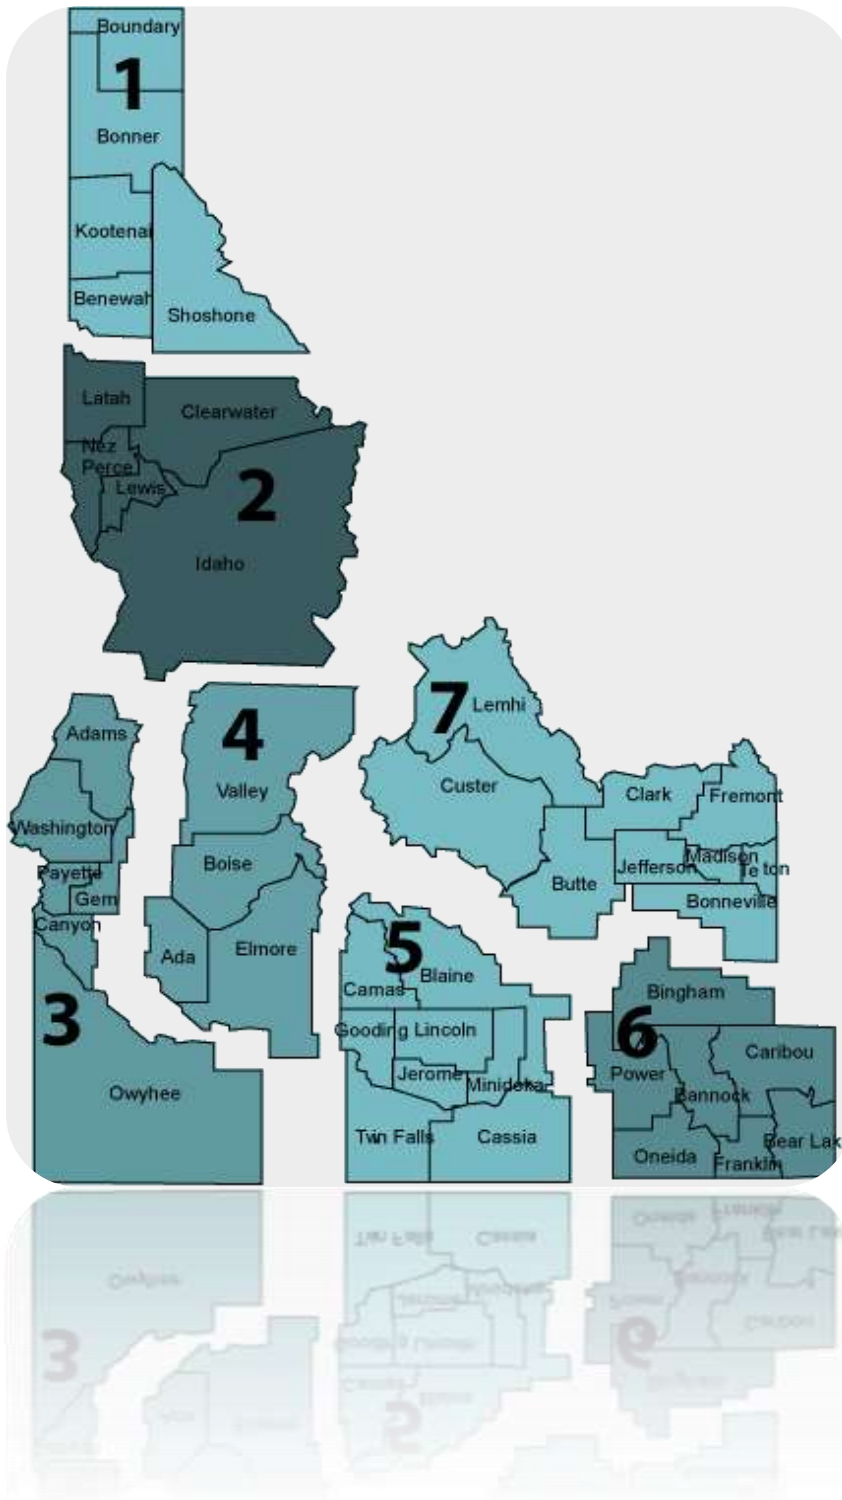 Boundary
1
Bonner
Kootenai
Benewah
Shoshone
Latah
Clearwater
Nez
Perce
Lewis
2
Idaho
Adams
4
7
Lemhi
Valley
Custer
Clark
Fremont
Washington
Boise
Madison
Payette
Jefferson
Teton
Butte
Gem
Bonneville
Canyon
Ada
Elmore
5
Blaine
Camas
Bingham
3
Gooding
Lincoln
6
Caribou
Jerome
Power
Minidoka
Owyhee
Bannock
Twin Falls
Cassia
Bear Lak
Oneida
Franklin